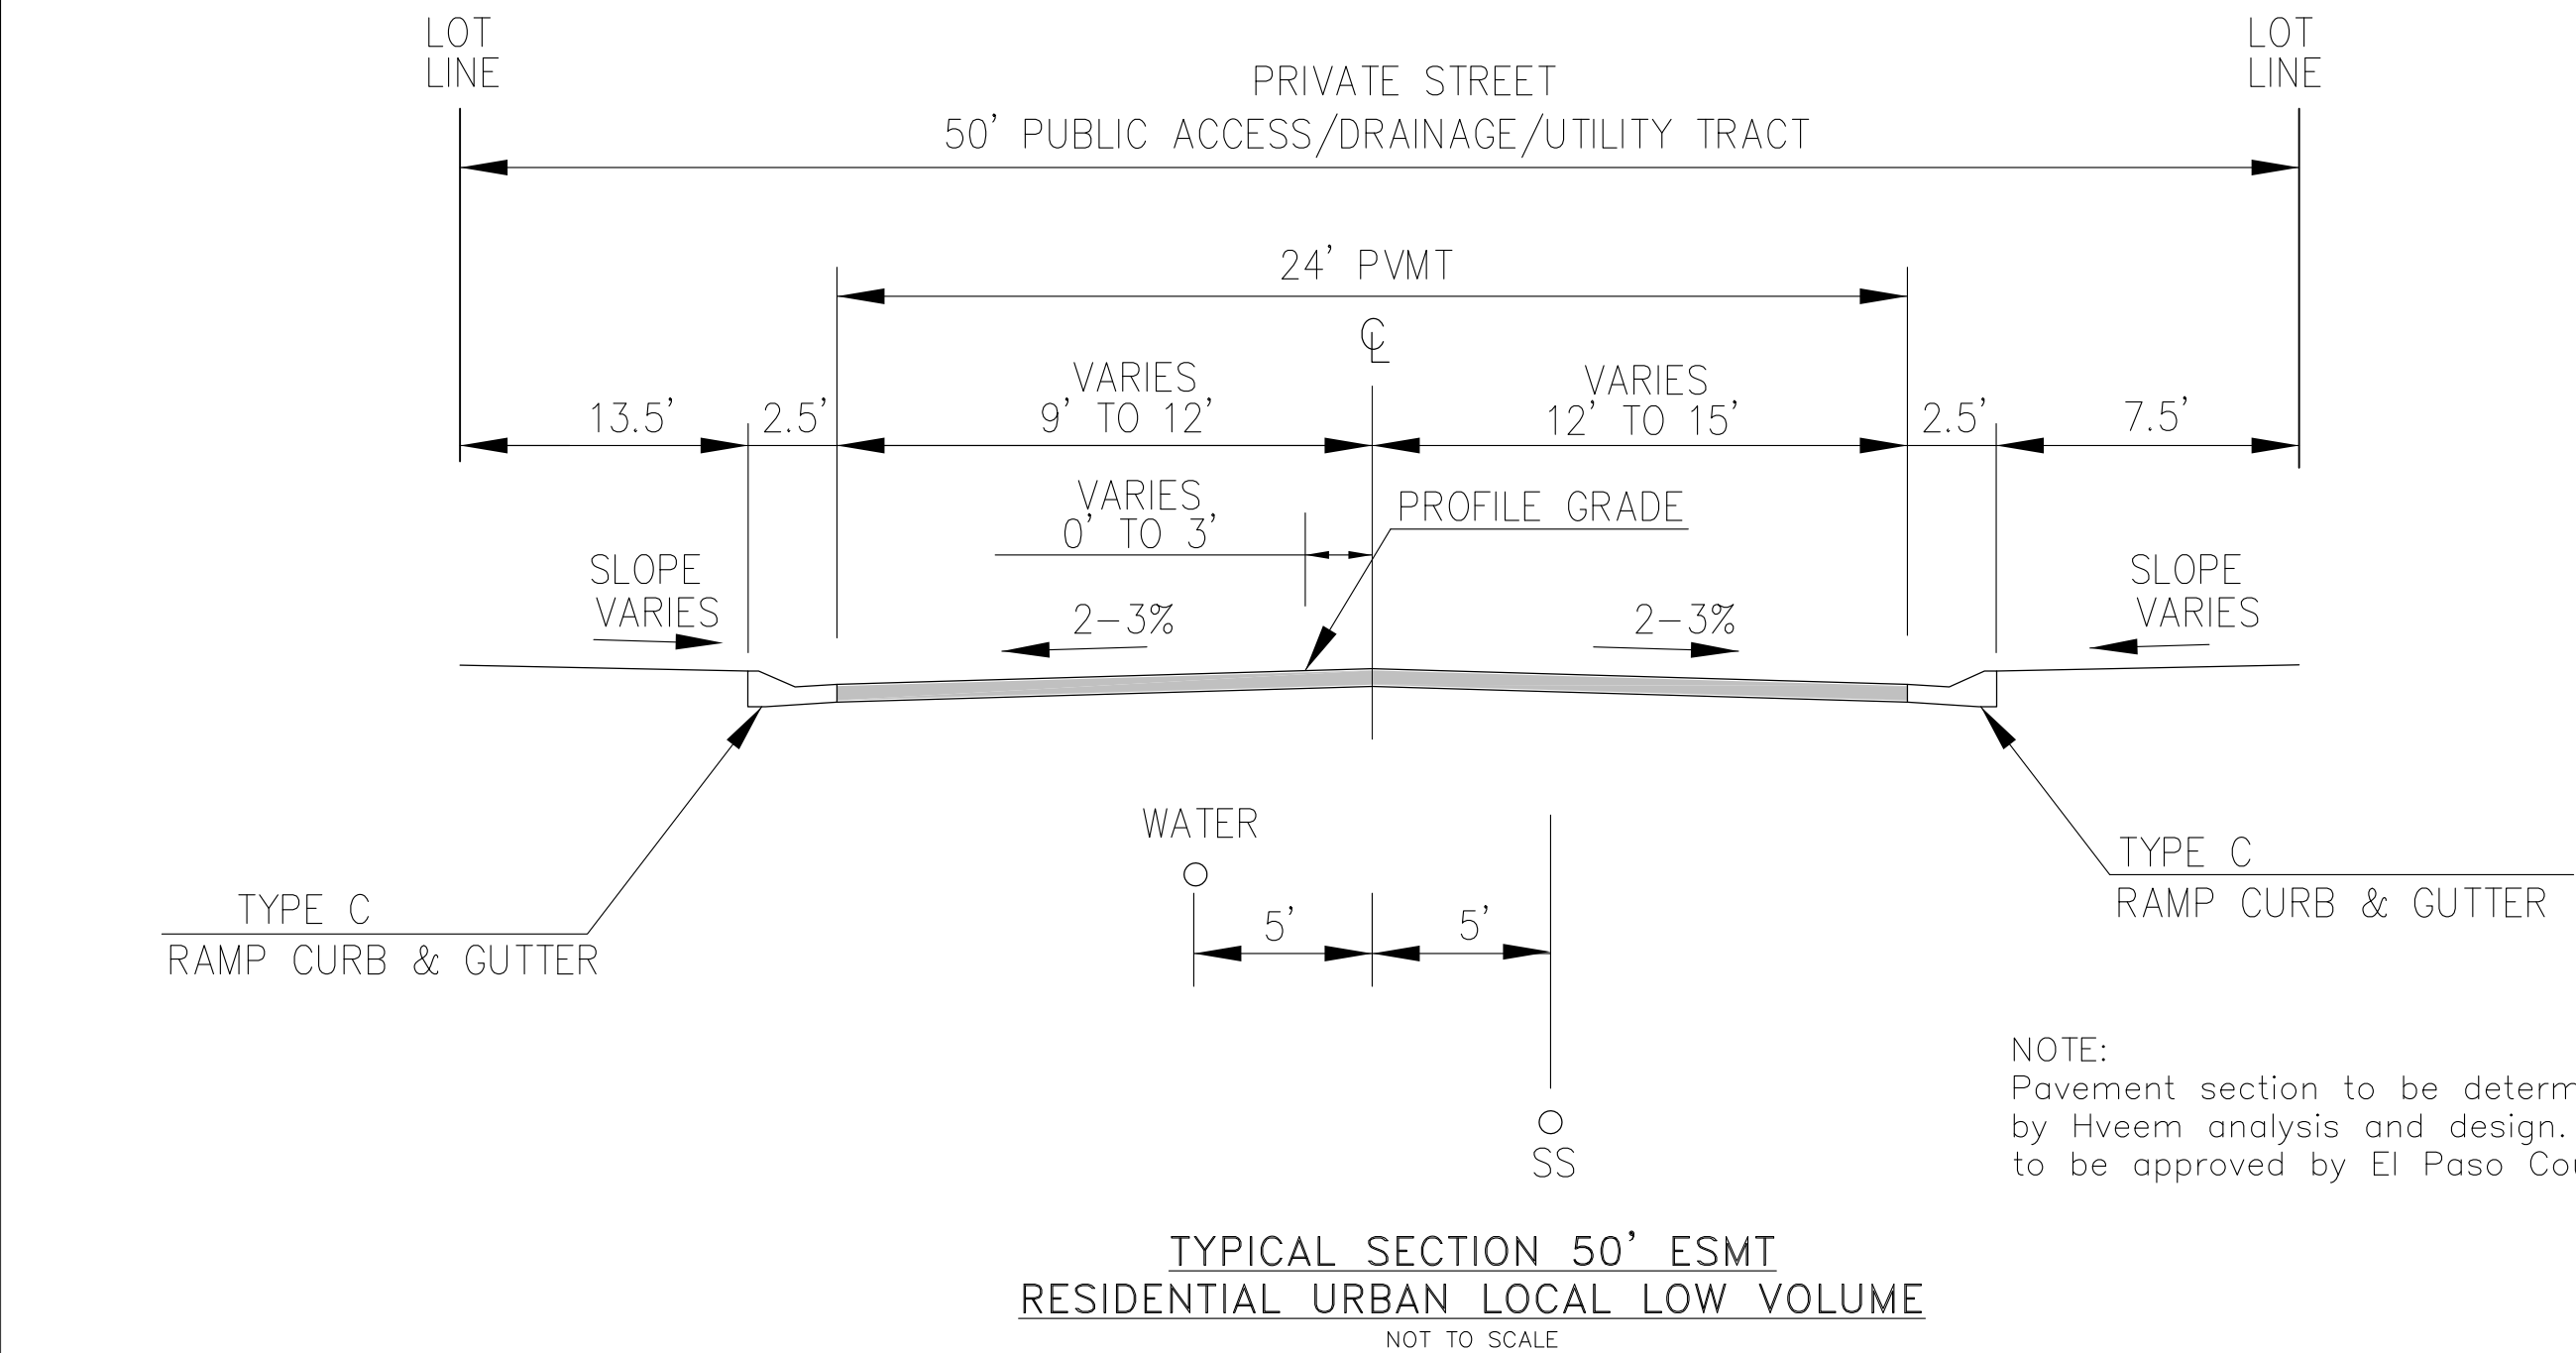 LOT
LINE
LOT
LINE
PRIVATE STREET
50' PUBLIC ACCESS/DRAINAGE/UTILITY TRACT
24' PVMT
℄
13.5'
2.5'
VARIES
9' TO 12'
VARIES
12' TO 15'
2.5'
7.5'
VARIES
0' TO 3'
PROFILE GRADE
SLOPE
VARIES
2-3%
2-3%
SLOPE
VARIES
WATER
5'
5'
TYPE C
RAMP CURB & GUTTER
TYPE C
RAMP CURB & GUTTER
SS
NOTE:
Pavement section to be
by Hveem analysis and design.
to be approved by El Paso
TYPICAL SECTION 50' ESMT
RESIDENTIAL URBAN LOCAL LOW VOLUME
NOT TO SCALE